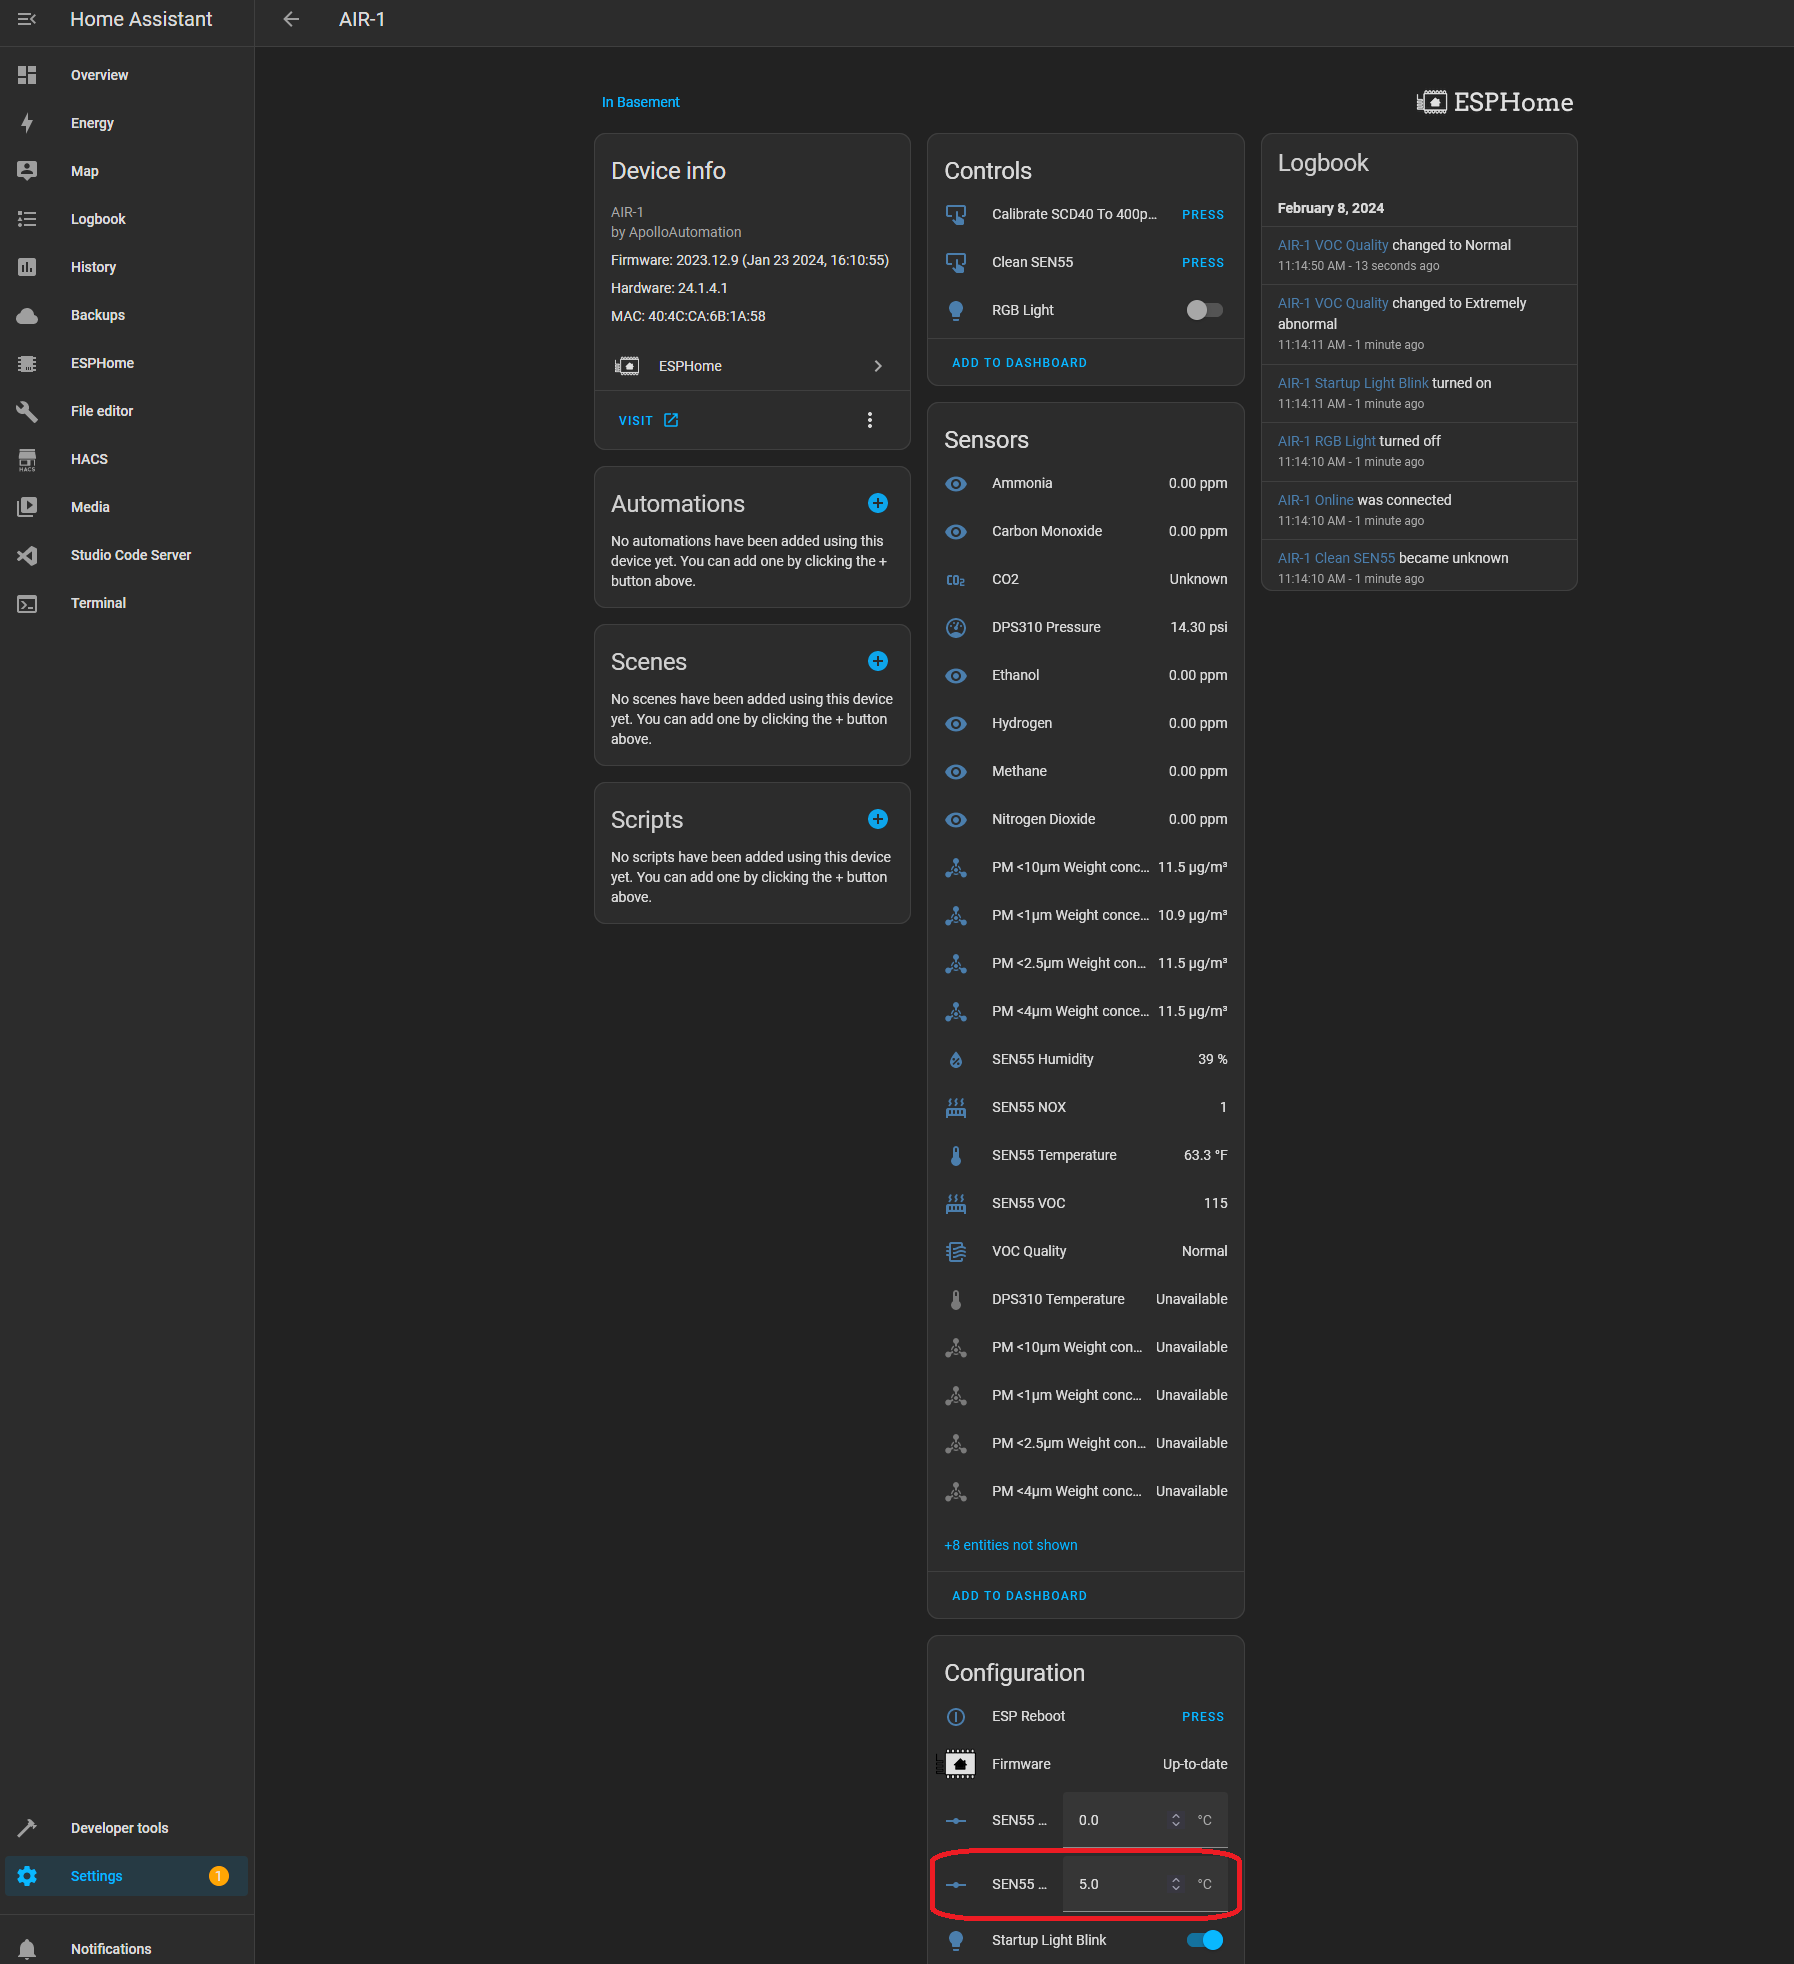 Home Assistant
AIR-1
Overview
Energy
Map
Logbook
History
Backups
ESPHome
File editor
HACS
HACS
Media
Studio Code Server
Terminal
Developer tools
Settings
1
Notifications
In Basement
ESPHome
Device info
AIR-1
by ApolloAutomation
Firmware: 2023.12.9 (Jan 23 2024, 16:10:55)
Hardware: 24.1.4.1
MAC: 40:4C:CA:6B:1A:58
ESPHome
VISIT
Automations
No automations have been added using this
device yet. You can add one by clicking the +
button above.
Scenes
No scenes have been added using this device
yet. You can add one by clicking the + button
above.
Scripts
No scripts have been added using this device
yet. You can add one by clicking the + button
above.
Controls
Calibrate SCD40 To 400p... PRESS
Clean SEN55 PRESS
RGB Light
ADD TO DASHBOARD
Sensors
Ammonia 0.00 ppm
Carbon Monoxide 0.00 ppm
CO2 CO2 Unknown
DPS310 Pressure 14.30 psi
Ethanol 0.00 ppm
Hydrogen 0.00 ppm
Methane 0.00 ppm
Nitrogen Dioxide 0.00 ppm
PM <10µm Weight conc... 11.5 µg/m³
PM <1µm Weight conce... 10.9 µg/m³
PM <2.5µm Weight con... 11.5 µg/m³
PM <4µm Weight conce... 11.5 µg/m³
SEN55 Humidity 39 %
SEN55 NOX 1
SEN55 Temperature 63.3 °F
SEN55 VOC 115
VOC Quality Normal
DPS310 Temperature Unavailable
PM <10µm Weight con... Unavailable
PM <1µm Weight conc... Unavailable
PM <2.5µm Weight con... Unavailable
PM <4µm Weight conc... Unavailable
+8 entities not shown
ADD TO DASHBOARD
Configuration
ESP Reboot PRESS
Firmware Up-to-date
SEN55 ... 0.0 °C
SEN55 ... 5.0 °C
Startup Light Blink
Logbook
February 8, 2024
AIR-1 VOC Quality changed to Normal
11:14:50 AM - 13 seconds ago
AIR-1 VOC Quality changed to Extremely
abnormal
11:14:11 AM - 1 minute ago
AIR-1 Startup Light Blink turned on
11:14:11 AM - 1 minute ago
AIR-1 RGB Light turned off
11:14:10 AM - 1 minute ago
AIR-1 Online was connected
11:14:10 AM - 1 minute ago
AIR-1 Clean SEN55 became unknown
11:14:10 AM - 1 minute ago